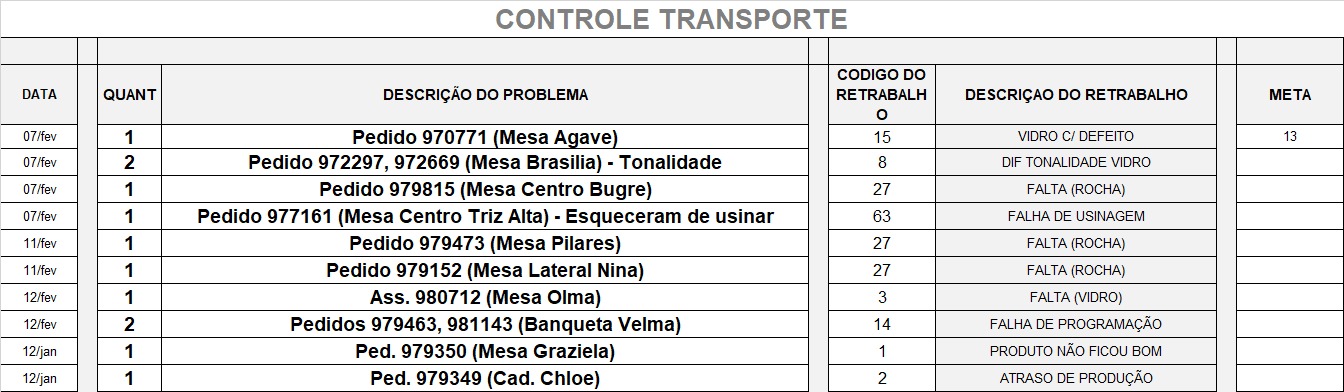 CONTROLE TRANSPORTE
DATA QUANT DESCRIÇÃO DO PROBLEMA CODIGO DO RETRABALHO DESCRIÇAO DO RETRABALHO META
07/fev 1 Pedido 970771 (Mesa Agave) 15 VIDRO C/ DEFEITO 13
07/fev 2 Pedido 972297, 972669 (Mesa Brasilia) - Tonalidade 8 DIF TONALIDADE VIDRO
07/fev 1 Pedido 979815 (Mesa Centro Bugre) 27 FALTA (ROCHA)
07/fev 1 Pedido 977161 (Mesa Centro Triz Alta) - Esqueceram de usinar 63 FALHA DE USINAGEM
11/fev 1 Pedido 979473 (Mesa Pilares) 27 FALTA (ROCHA)
11/fev 1 Pedido 979152 (Mesa Lateral Nina) 27 FALTA (ROCHA)
12/fev 1 Ass. 980712 (Mesa Olma) 3 FALTA (VIDRO)
12/fev 2 Pedidos 979463, 981143 (Banqueta Velma) 14 FALHA DE PROGRAMAÇÃO
12/jan 1 Ped. 979350 (Mesa Graziela) 1 PRODUTO NÃO FICOU BOM
12/jan 1 Ped. 979349 (Cad. Chloe) 2 ATRASO DE PRODUÇÃO